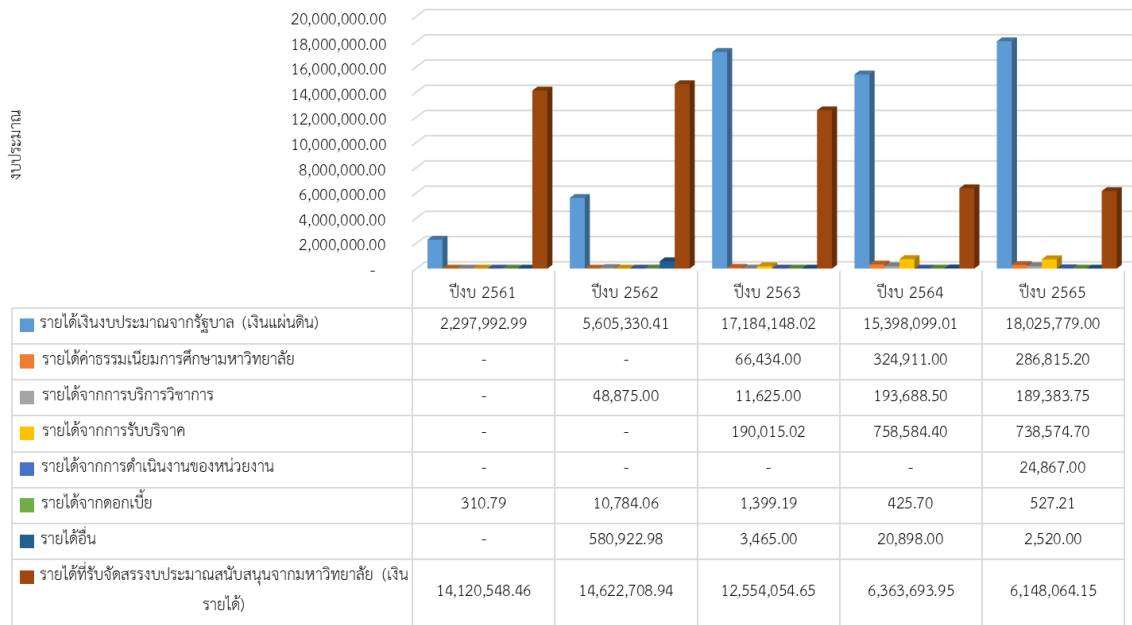 งบประมาณ
20,000,000.00
18,000,000.00
16,000,000.00
14,000,000.00
12,000,000.00
10,000,000.00
8,000,000.00
6,000,000.00
4,000,000.00
2,000,000.00
-
ปีงบ 2561 ปีงบ 2562 ปีงบ 2563 ปีงบ 2564 ปีงบ 2565
รายได้เงินงบประมาณจากรัฐบาล (เงินแผ่นดิน) 2,297,992.99 5,605,330.41 17,184,148.02 15,398,099.01 18,025,779.00
รายได้ค่าธรรมเนียมการศึกษามหาวิทยาลัย - - 66,434.00 324,911.00 286,815.20
รายได้จากการบริการวิชาการ - 48,875.00 11,625.00 193,688.50 189,383.75
รายได้จากการรับบริจาค - - 190,015.02 758,584.40 738,574.70
รายได้จากการดำเนินงานของหน่วยงาน - - - - 24,867.00
รายได้จากดอกเบี้ย 310.79 10,784.06 1,399.19 425.70 527.21
รายได้อื่น - 580,922.98 3,465.00 20,898.00 2,520.00
รายได้ที่รับจัดสรรงบประมาณสนับสนุนจากมหาวิทยาลัย (เงิน
รายได้) 14,120,548.46 14,622,708.94 12,554,054.65 6,363,693.95 6,148,064.15